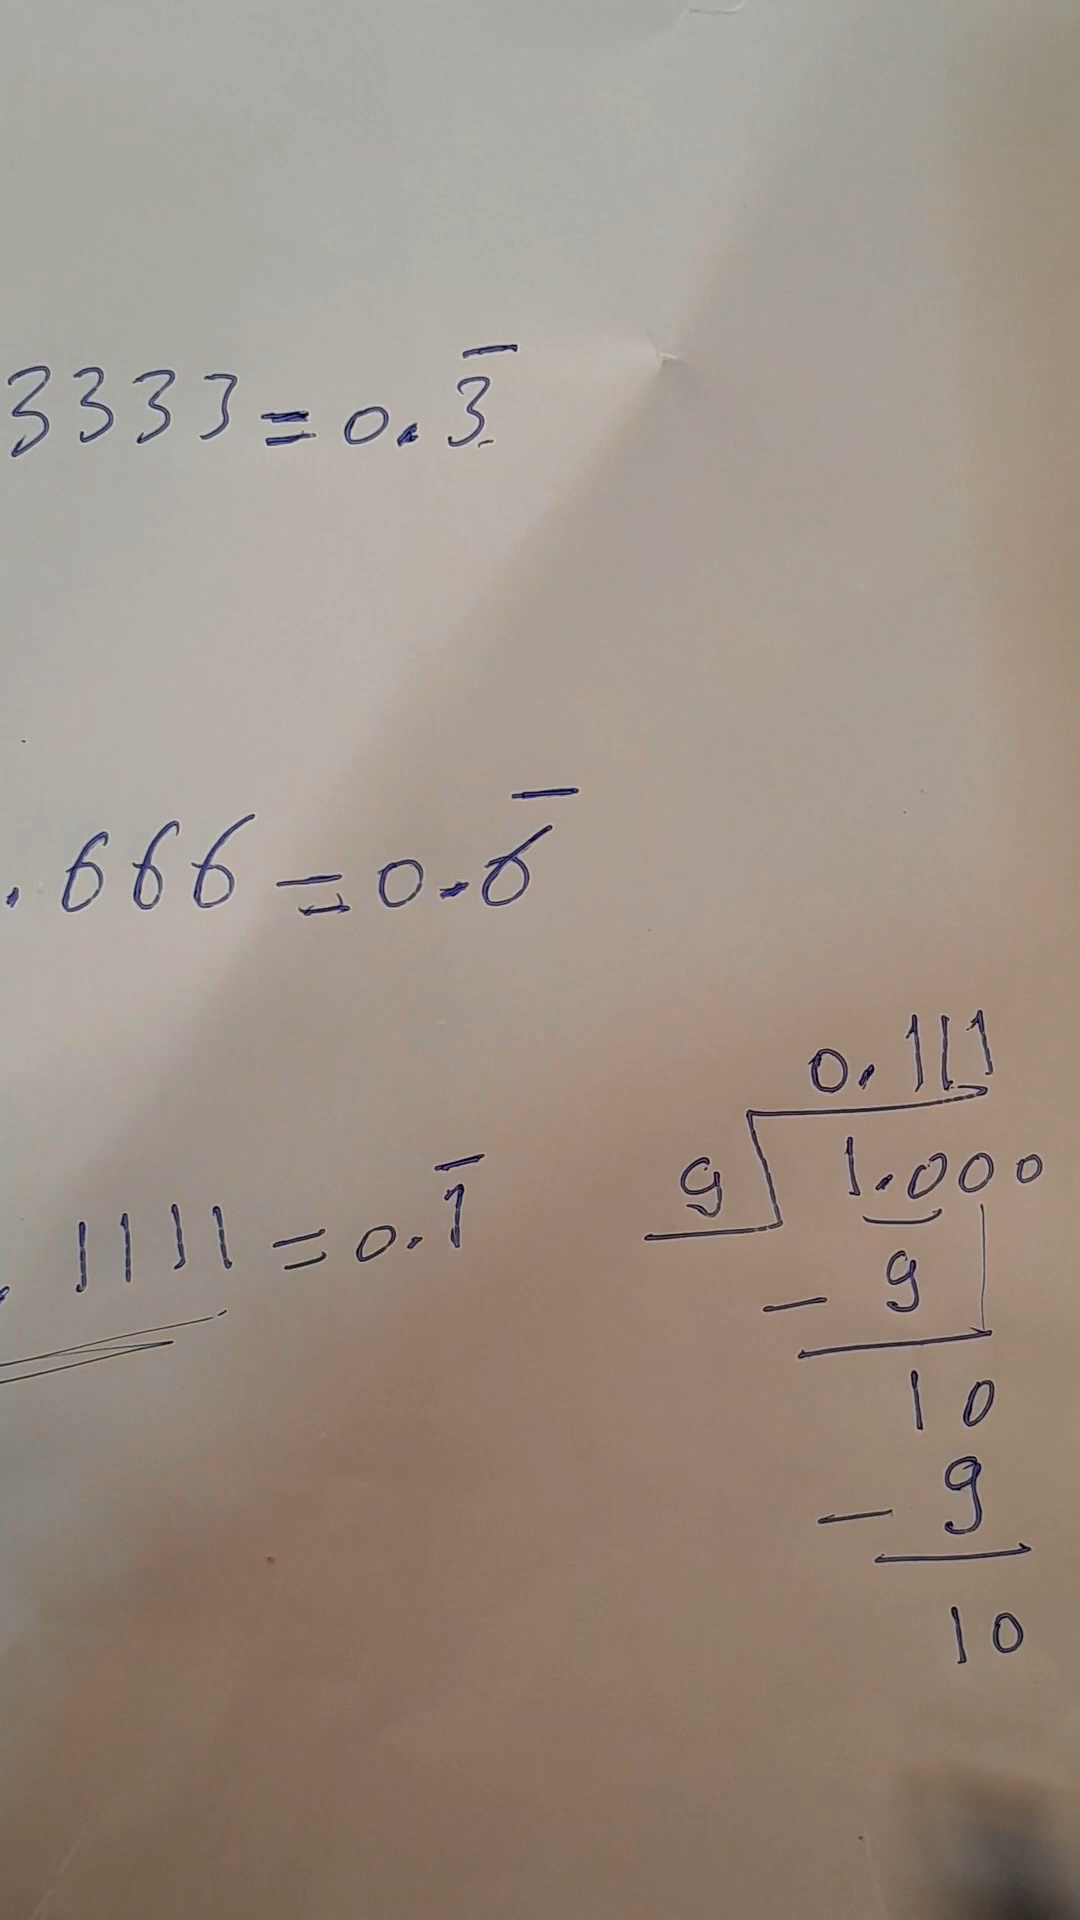 3333 = 0.3̅
.666 = 0.6̅
.1111 = 0.1̅
0.111
9 1.000
- 9
10
- 9
10